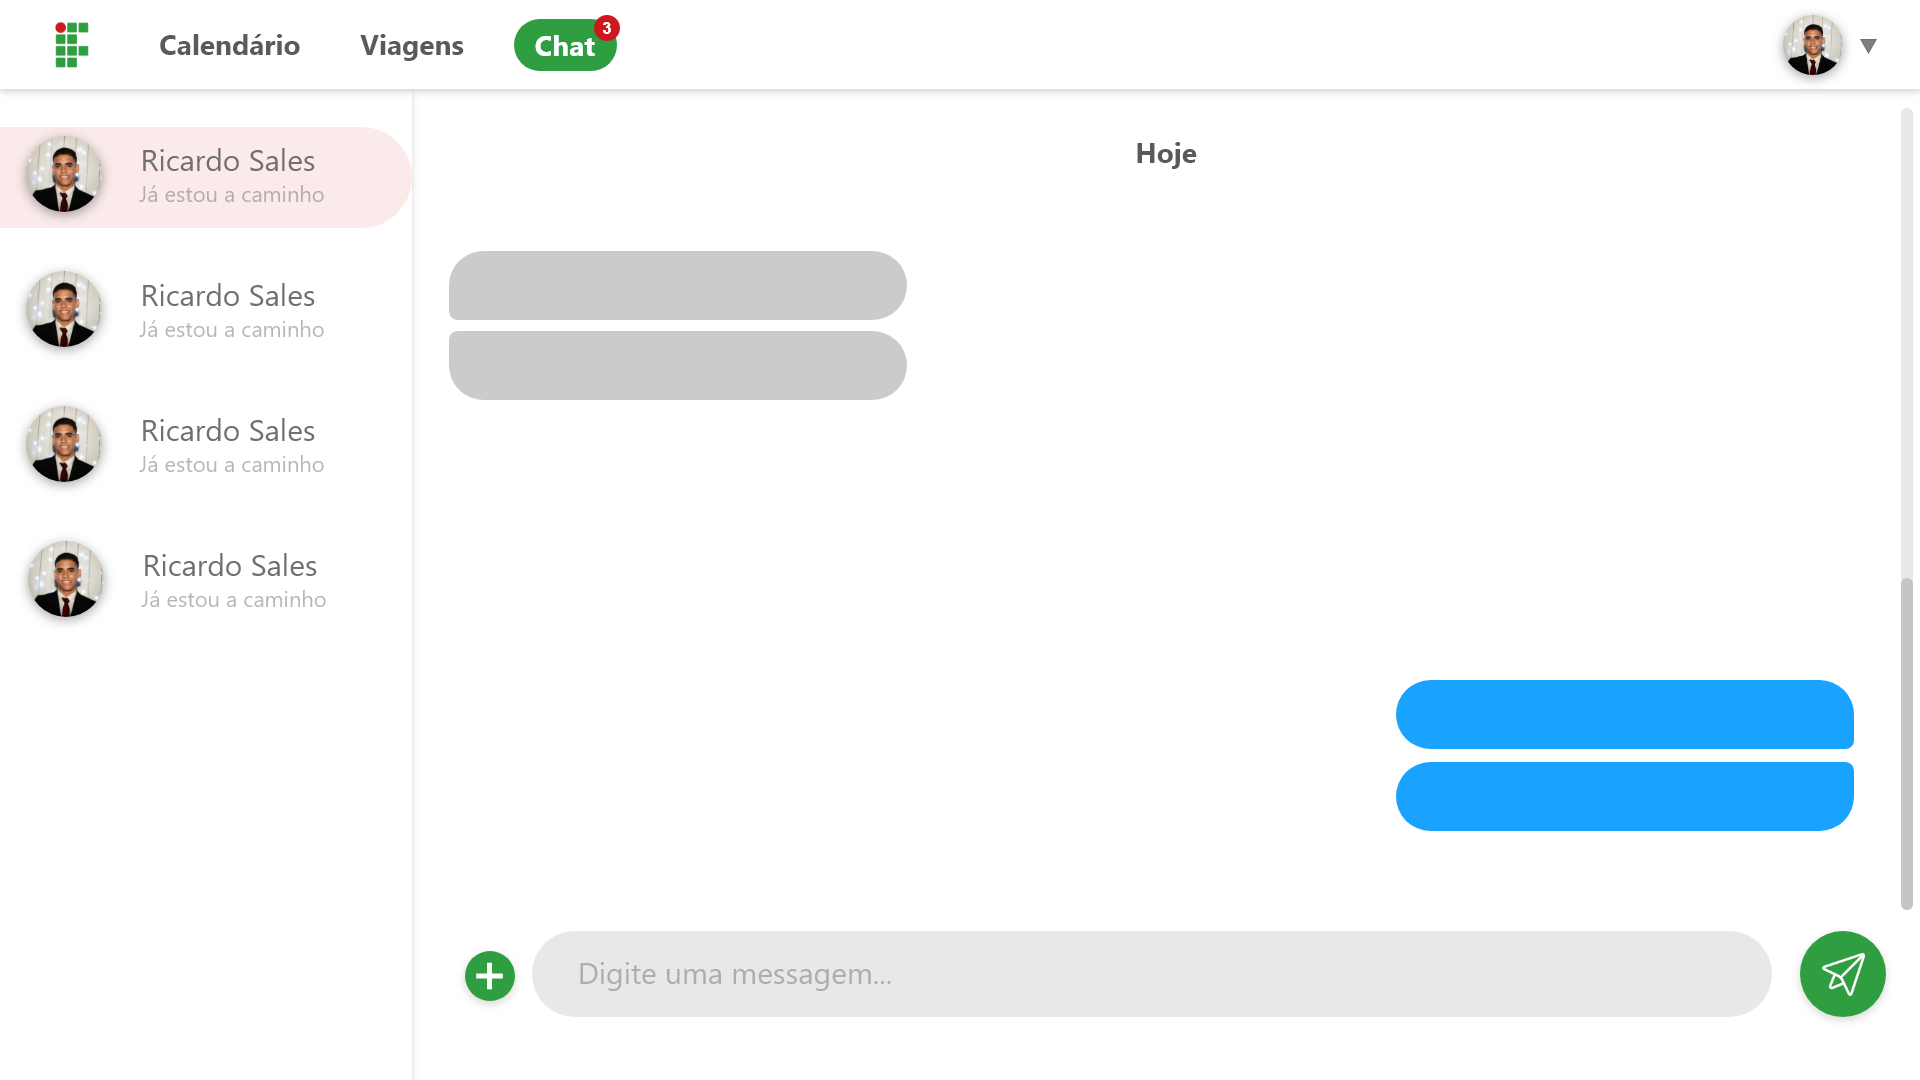 Calendário
Viagens
Chat
3
Ricardo Sales
Já estou a caminho
Ricardo Sales
Já estou a caminho
Ricardo Sales
Já estou a caminho
Ricardo Sales
Já estou a caminho
Hoje
Digite uma messagem...